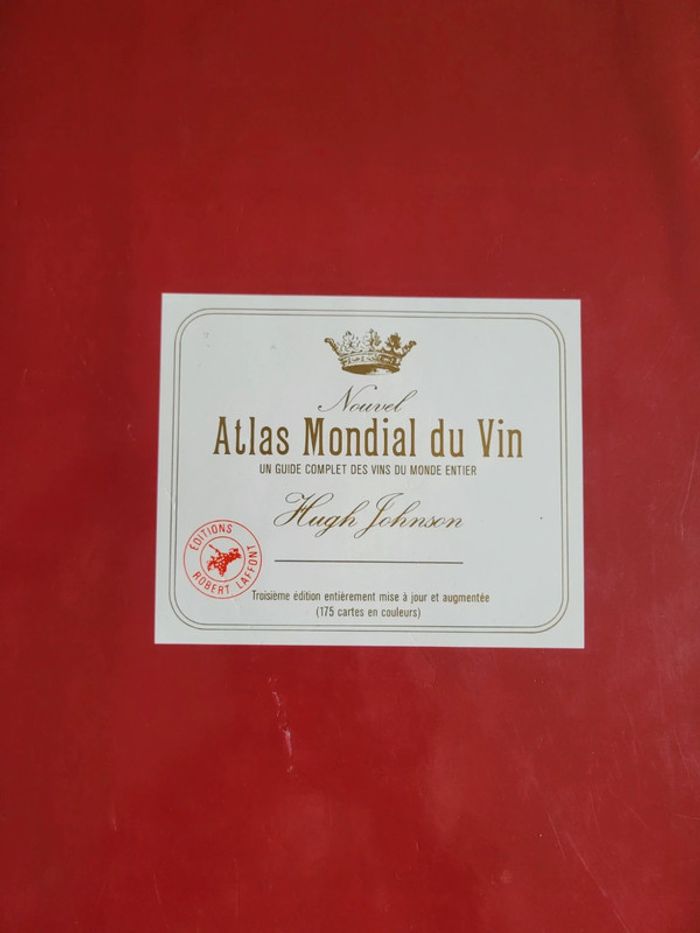 Nouvel
Atlas Mondial du Vin
UN GUIDE COMPLET DES VINS DU MONDE ENTIER
Hugh Johnson
ÉDITIONS
ROBERT LAFFONT
Troisième édition entièrement mise à jour et augmentée
(175 cartes en couleurs)